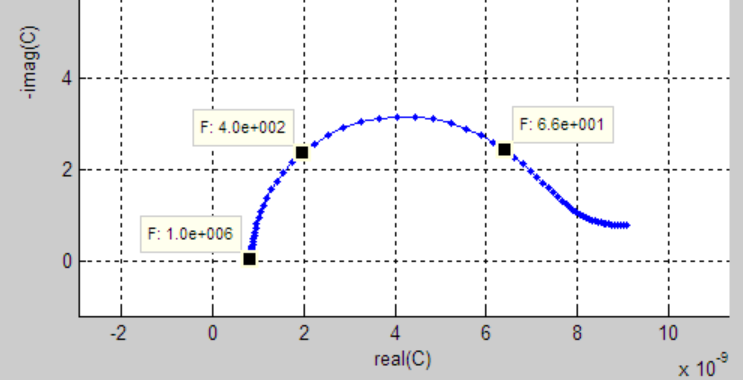 -imag(C)
4
2
0
F: 4.0e+002
F: 6.6e+001
F: 1.0e+006
-2 0 2 4 6 8 10
real(C)
x 10⁻⁹